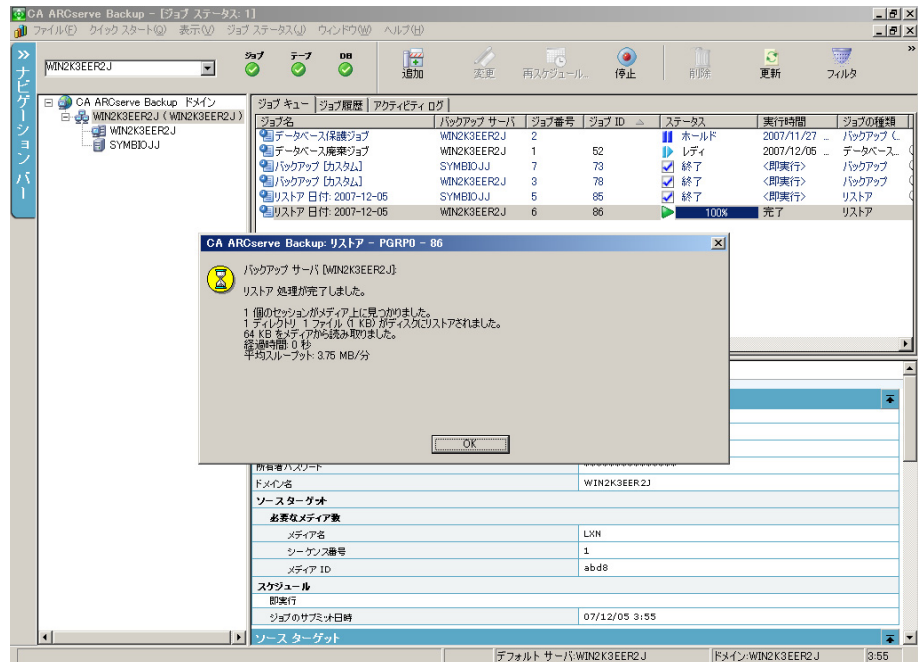 CA ARCserve Backup - [ジョブ ステータス: 1]
ファイル(F) クイック スタート(Q) 表示(V) ジョブ ステータス(J) ウィンドウ(W) ヘルプ(H)
WIN2K3EER2J
ジョブ テープ DB
追加 変更 再スケジュール... 停止 削除 更新 フィルタ
ナビゲーション バー
CA ARCserve Backup ドメイン
WIN2K3EER2J ( WIN2K3EER2J )
WIN2K3EER2J
SYMBIOJJ
ジョブ キュー ジョブ履歴 アクティビティ ログ
ジョブ名 バックアップ サーバ ジョブ番号 ジョブ ID ステータス 実行時間 ジョブの種類
データベース保護ジョブ WIN2K3EER2J 2 ホールド 2007/11/27 ... バックアップ (...
データベース廃棄ジョブ WIN2K3EER2J 1 52 レディ 2007/12/05 ... データベース...
バックアップ [カスタム] SYMBIOJJ 7 73 終了 <即実行> バックアップ
バックアップ [カスタム] WIN2K3EER2J 3 78 終了 <即実行> バックアップ
リストア 日付: 2007-12-05 SYMBIOJJ 5 85 終了 <即実行> リストア
リストア 日付: 2007-12-05 WIN2K3EER2J 6 86 100% 完了 リストア
CA ARCserve Backup: リストア - PGRP0 - 86
バックアップ サーバ [WIN2K3EER2J]:
リストア 処理が完了しました。
1 個のセッションがメディア上に見つかりました。
1 ディレクトリ 1 ファイル (1 KB) がディスクにリストアされました。
64 KB をメディアから読み取りました。
経過時間: 0 秒
平均スループット: 3.75 MB/分
OK
所有者パスワード ****************
ドメイン名 WIN2K3EER2J
ソース ターゲット
必要なメディア数
メディア名 LXN
シーケンス番号 1
メディア ID abd8
スケジュール
即実行
ジョブのサブミット日時 07/12/05 3:55
ソース ターゲット
デフォルト サーバ:WIN2K3EER2J ドメイン:WIN2K3EER2J 3:55